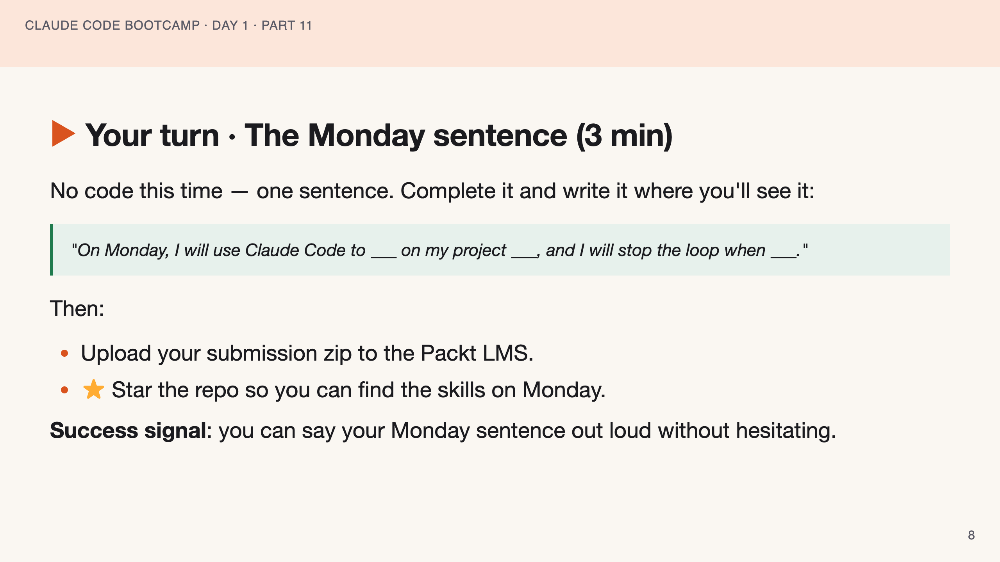 CLAUDE CODE BOOTCAMP · DAY 1 · PART 11
Your turn · The Monday sentence (3 min)
No code this time — one sentence. Complete it and write it where you'll see it:
"On Monday, I will use Claude Code to ___ on my project ___, and I will stop the loop when ___."
Then:
• Upload your submission zip to the Packt LMS.
• ⭐ Star the repo so you can find the skills on Monday.
Success signal: you can say your Monday sentence out loud without hesitating.
8